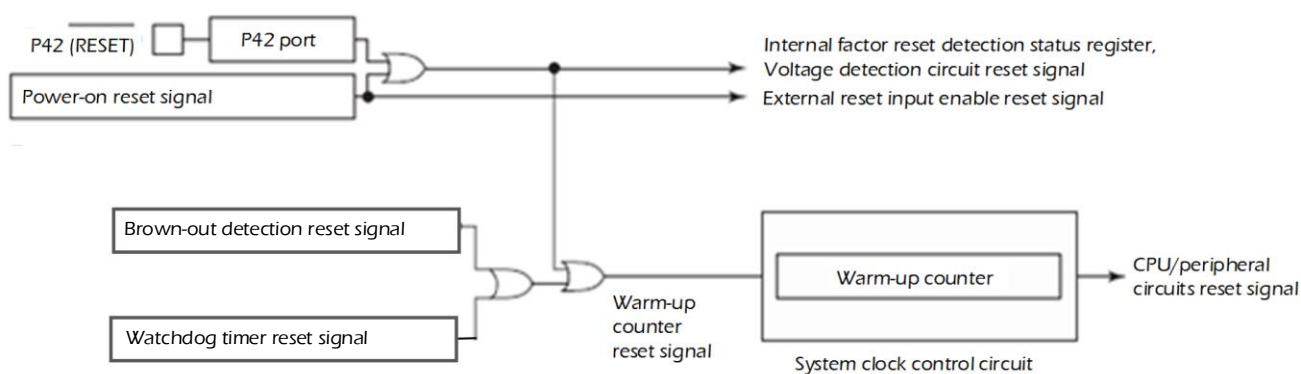 P42 (RESET)
P42 port
Internal factor reset detection status register,
Voltage detection circuit reset signal
Power-on reset signal
External reset input enable reset signal
Brown-out detection reset signal
Warm-up counter
CPU/peripheral
circuits reset signal
Warm-up
counter
reset signal
Watchdog timer reset signal
System clock control circuit